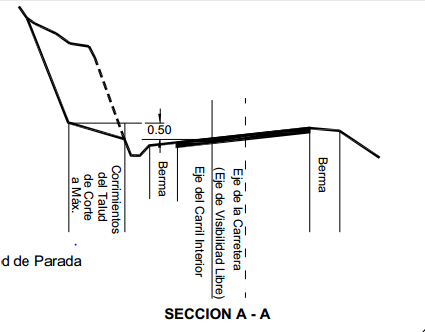 0.50
Corrimientos
del Talud
de Corte
a Máx.
Berma
Eje del Carril Interior
(Eje de Visibilidad Libre)
Eje de la Carretera
Berma
d de Parada
SECCION A - A